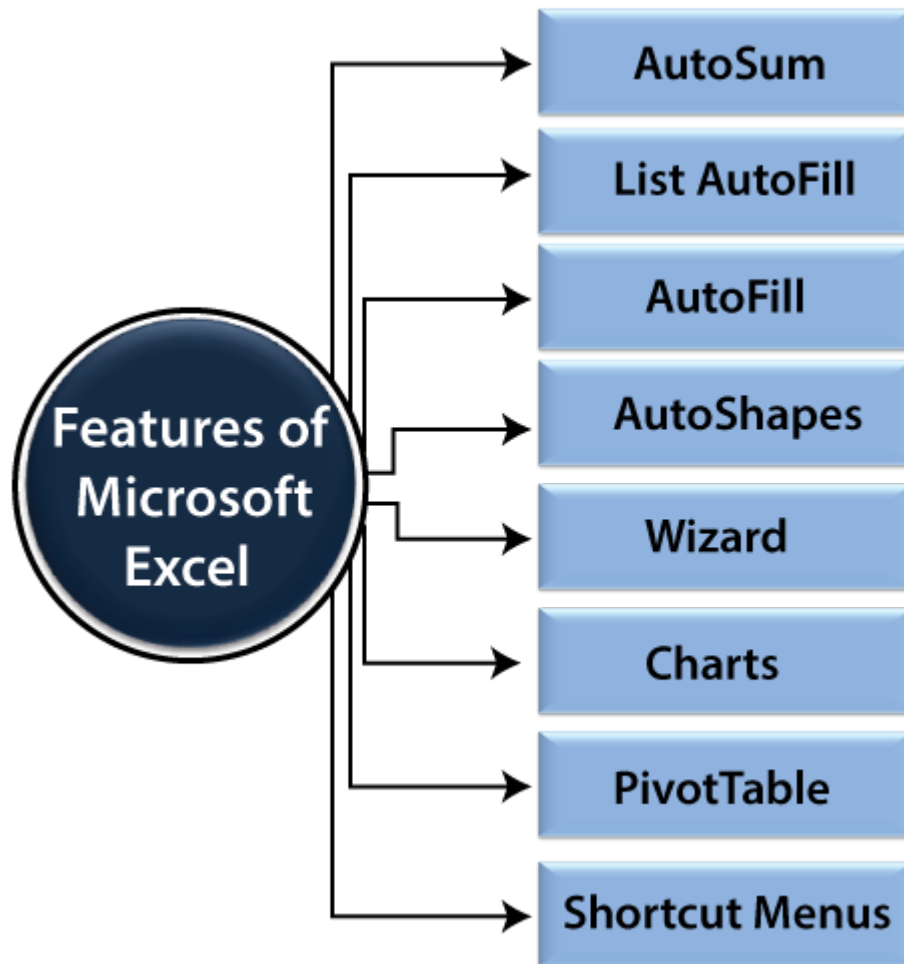 Features of
Microsoft
Excel
AutoSum
List AutoFill
AutoFill
AutoShapes
Wizard
Charts
PivotTable
Shortcut Menus